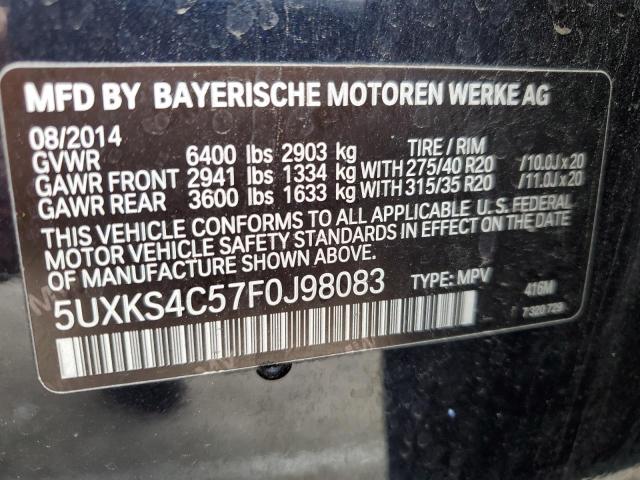 MFD BY BAYERISCHE MOTOREN WERKE AG
08/2014 TIRE / RIM
GVWR 6400 lbs 2903 kg
GAWR FRONT 2941 lbs 1334 kg WITH 275/40 R20 /10.0J x 20
GAWR REAR 3600 lbs 1633 kg WITH 315/35 R20 /11.0J x 20
THIS VEHICLE CONFORMS TO ALL APPLICABLE U.S. FEDERAL
MOTOR VEHICLE SAFETY STANDARDS IN EFFECT ON THE DATE
OF MANUFACTURE SHOWN ABOVE.
5UXKS4C57F0J98083 TYPE: MPV 416M
7 320 729